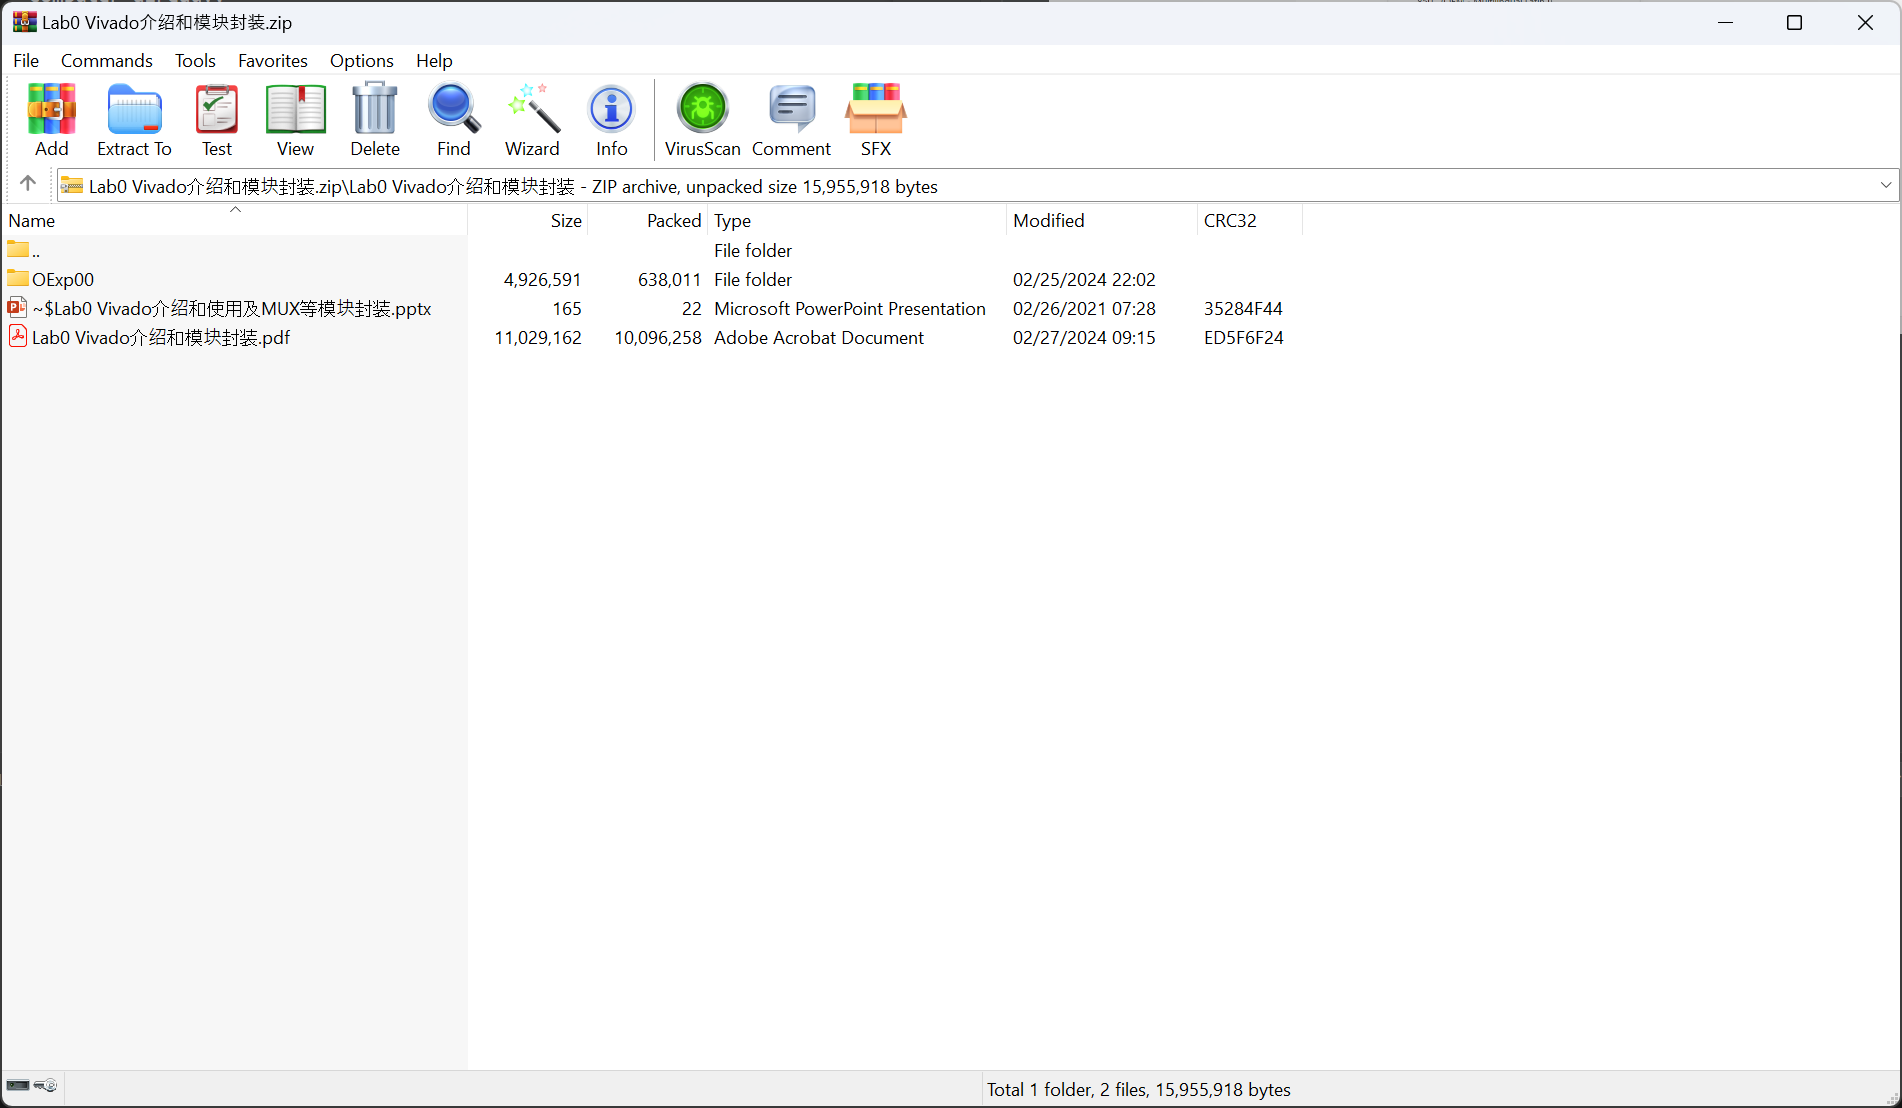 Lab0 Vivado介绍和模块封装.zip
File Commands Tools Favorites Options Help
Add Extract To Test View Delete Find Wizard Info VirusScan Comment SFX
Lab0 Vivado介绍和模块封装.zip\Lab0 Vivado介绍和模块封装 - ZIP archive, unpacked size 15,955,918 bytes
Name Size Packed Type Modified CRC32
.. File folder
OExp00 4,926,591 638,011 File folder 02/25/2024 22:02
~$Lab0 Vivado介绍和使用及MUX等模块封装.pptx 165 22 Microsoft PowerPoint Presentation 02/26/2021 07:28 35284F44
Lab0 Vivado介绍和模块封装.pdf 11,029,162 10,096,258 Adobe Acrobat Document 02/27/2024 09:15 ED5F6F24
Total 1 folder, 2 files, 15,955,918 bytes